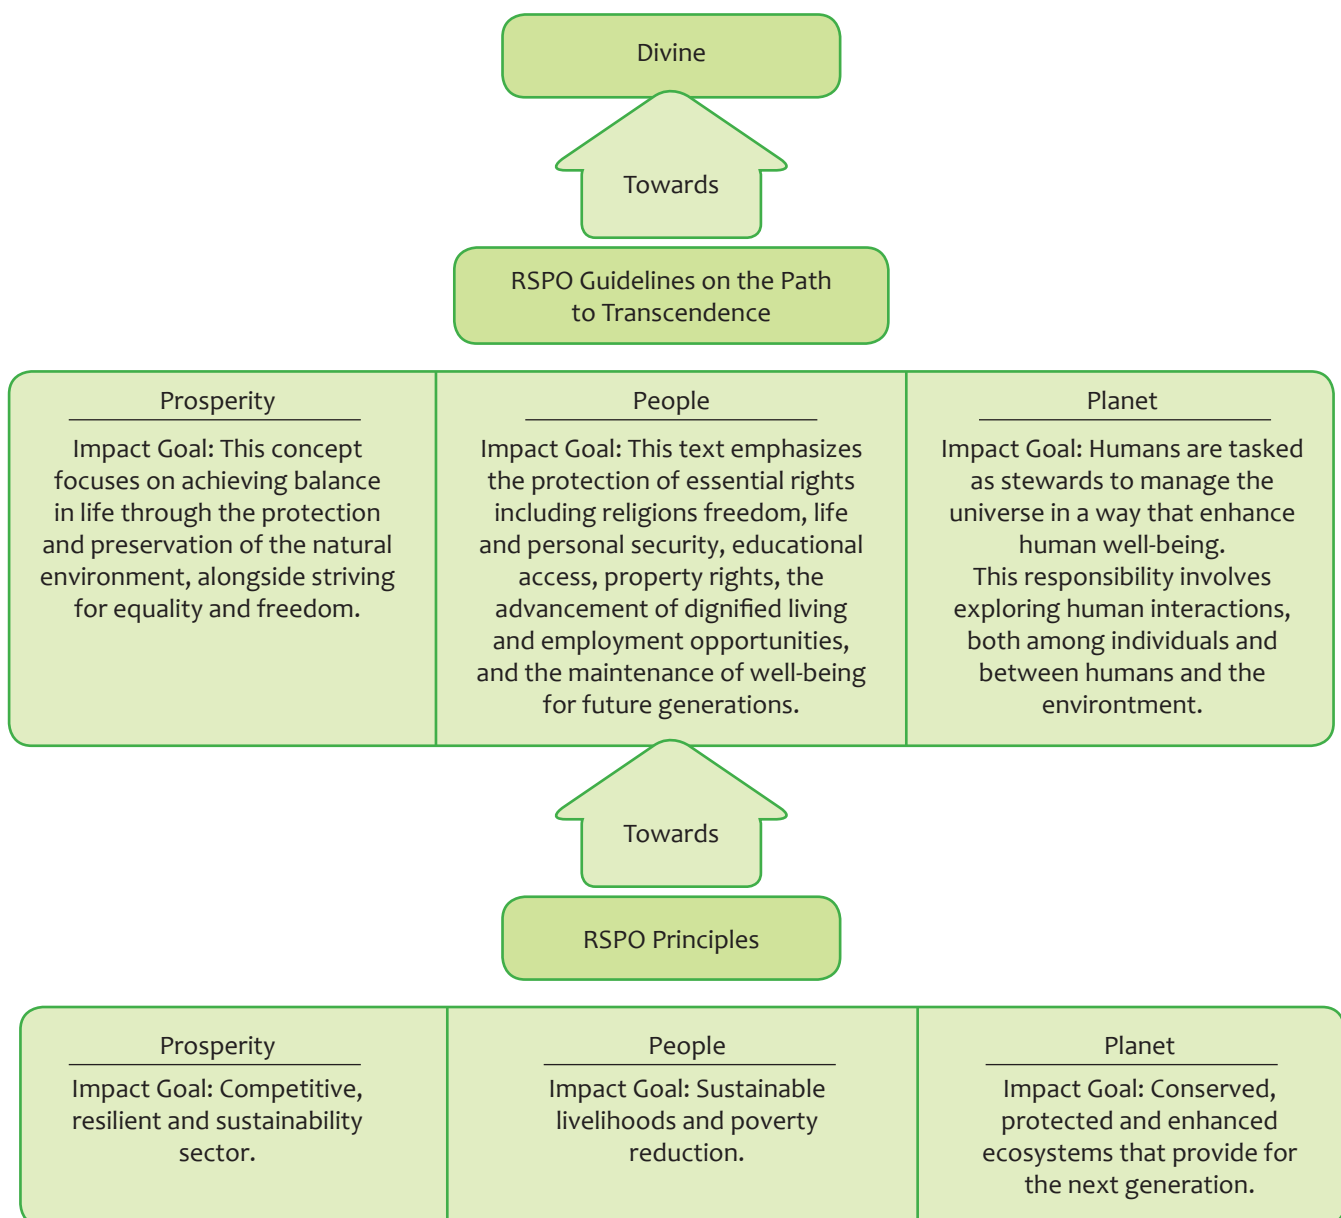 Divine
Towards
RSPO Guidelines on the Path
to Transcendence
Prosperity
Impact Goal: This concept
focuses on achieving balance
in life through the protection
and preservation of the natural
environment, alongside striving
for equality and freedom.
People
Impact Goal: This text emphasizes
the protection of essential rights
including religions freedom, life
and personal security, educational
access, property rights, the
advancement of dignified living
and employment opportunities,
and the maintenance of well-being
for future generations.
Planet
Impact Goal: Humans are tasked
as stewards to manage the
universe in a way that enhance
human well-being.
This responsibility involves
exploring human interactions,
both among individuals and
between humans and the
environtment.
Towards
RSPO Principles
Prosperity
Impact Goal: Competitive,
resilient and sustainability
sector.
People
Impact Goal: Sustainable
livelihoods and poverty
reduction.
Planet
Impact Goal: Conserved,
protected and enhanced
ecosystems that provide for
the next generation.